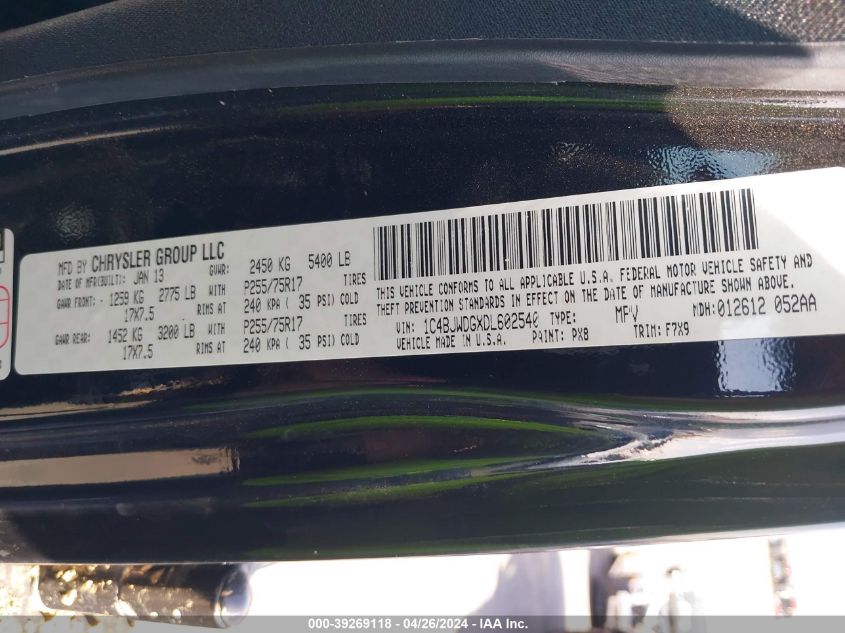 MFD BY CHRYSLER GROUP LLC
DATE OF MFR(BUILT): JAN 13 GVWR: 2450 KG 5400 LB
GAWR FRONT: 1259 KG 2775 LB WITH P255/75R17 TIRES
17X7.5 RIMS AT 240 KPA ( 35 PSI) COLD
GAWR REAR: 1452 KG 3200 LB WITH P255/75R17 TIRES
17X7.5 RIMS AT 240 KPA ( 35 PSI) COLD
THIS VEHICLE CONFORMS TO ALL APPLICABLE U.S.A. FEDERAL MOTOR VEHICLE SAFETY AND
THEFT PREVENTION STANDARDS IN EFFECT ON THE DATE OF MANUFACTURE SHOWN ABOVE.
VIN: 1C4BJWDGXDL602540 TYPE: MPV MDH: 012612 052AA
VEHICLE MADE IN U.S.A. PAINT: PX8 TRIM: F7X9
000-39269118 - 04/26/2024 - IAA Inc.